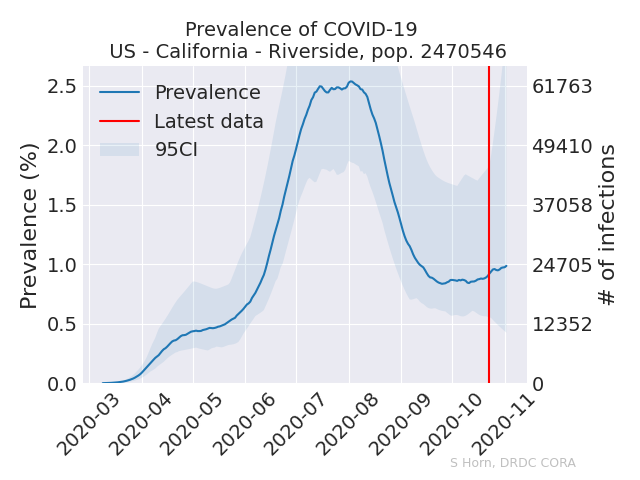 Prevalence of COVID-19
US - California - Riverside, pop. 2470546
Prevalence
Latest data
95CI
Prevalence (%)
2.5
2.0
1.5
1.0
0.5
0.0
61763
49410
37058
24705
12352
0
# of infections
2020-03
2020-04
2020-05
2020-06
2020-07
2020-08
2020-09
2020-10
2020-11
S Horn, DRDC CORA